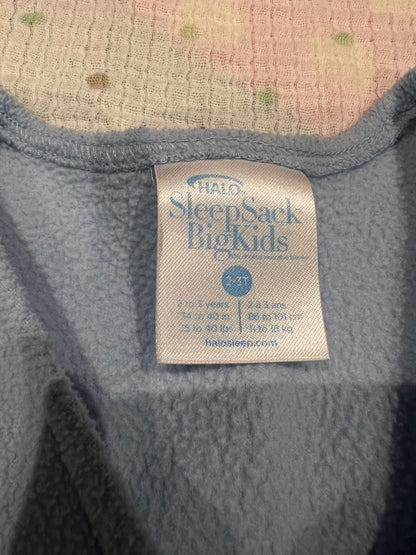 HALO
SleepSack
BigKids
2-3T
2 to 3 years | 2 à 3 ans
34 to 40 in | 86 to 101 cm
25 to 40 lbs | 11 to 18 kg
halosleep.com